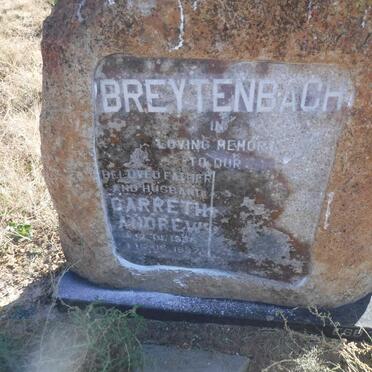 BREYTENBACH
IN
LOVING MEMORY
TO OUR
BELOVED FATHER
AND HUSBAND
GARRETH
ANDREW